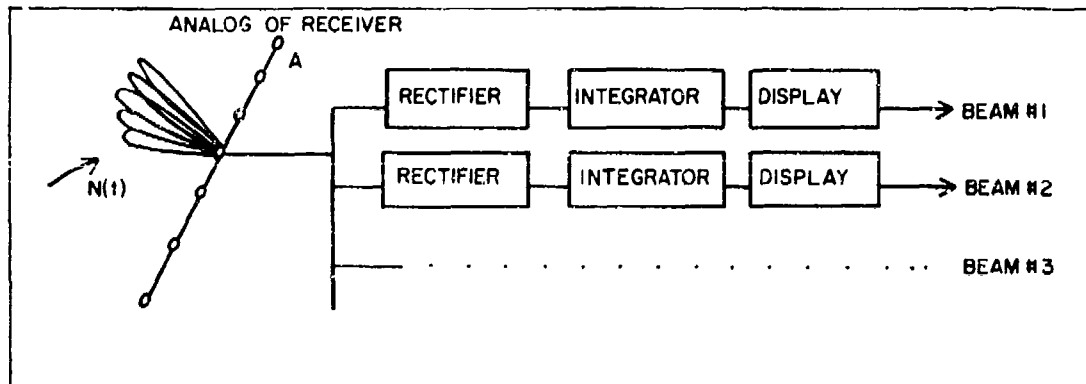 ANALOG OF RECEIVER
A
RECTIFIER INTEGRATOR DISPLAY BEAM #1
N(t)
RECTIFIER INTEGRATOR DISPLAY BEAM #2
BEAM #3